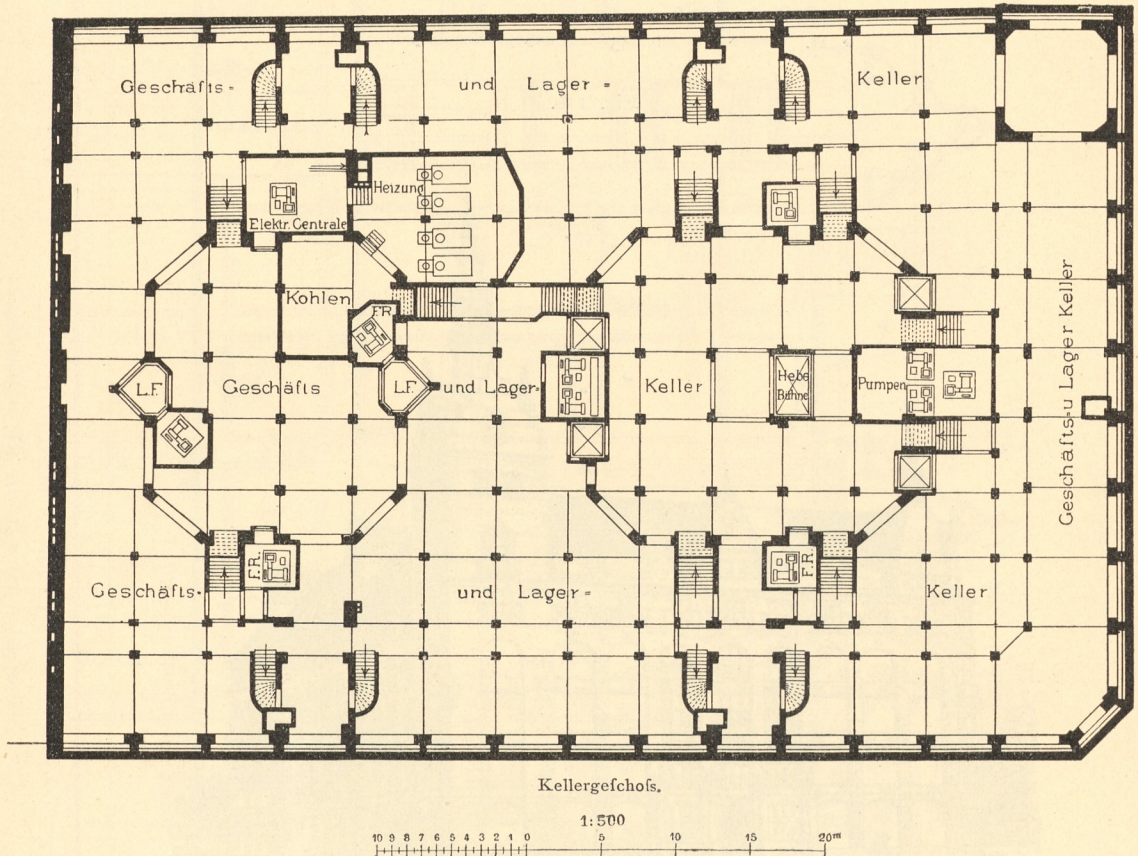 Geschäfts= und Lager= Keller
Heizung
Elektr. Centrale
Kohlen
F.R.
L.F.
Geschäfts
L.F.
und Lager=
Keller
Hebe
Bühne
Pumpen
Geschäfts=u Lager Keller
F.R.
F.R.
Geschäfts= und Lager= Keller
Kellergeſchoſs.
1:500
10 9 8 7 6 5 4 3 2 1 0 5 10 15 20m